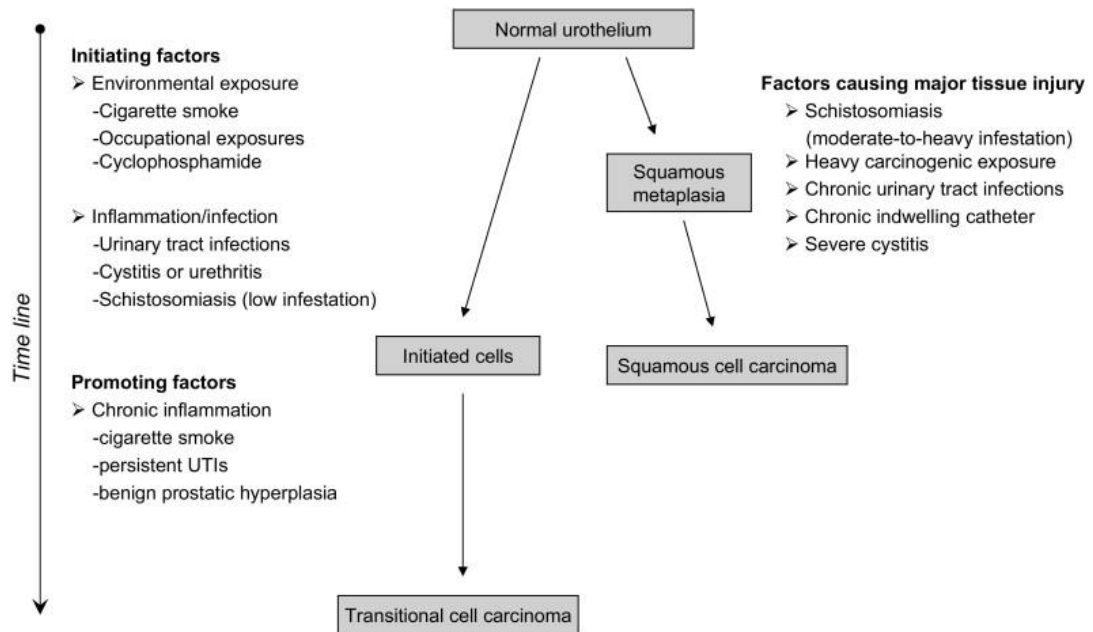 Normal urothelium
Time line
Initiating factors
➢ Environmental exposure
-Cigarette smoke
-Occupational exposures
-Cyclophosphamide
➢ Inflammation/infection
-Urinary tract infections
-Cystitis or urethritis
-Schistosomiasis (low infestation)
Factors causing major tissue injury
➢ Schistosomiasis
(moderate-to-heavy infestation)
➢ Heavy carcinogenic exposure
➢ Chronic urinary tract infections
➢ Chronic indwelling catheter
➢ Severe cystitis
Squamous
metaplasia
Initiated cells
Squamous cell carcinoma
Promoting factors
➢ Chronic inflammation
-cigarette smoke
-persistent UTIs
-benign prostatic hyperplasia
Transitional cell carcinoma